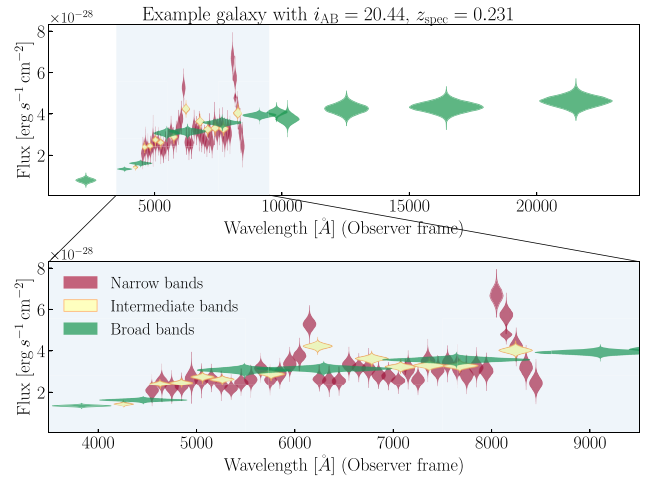 Example galaxy with i_AB = 20.44, z_spec = 0.231
×10⁻²⁸
8
6
4
2
Flux [erg s⁻¹ cm⁻²]
5000 10000 15000 20000
Wavelength [Å] (Observer frame)
×10⁻²⁸
8
6
4
2
Flux [erg s⁻¹ cm⁻²]
Narrow bands
Intermediate bands
Broad bands
4000 5000 6000 7000 8000 9000
Wavelength [Å] (Observer frame)